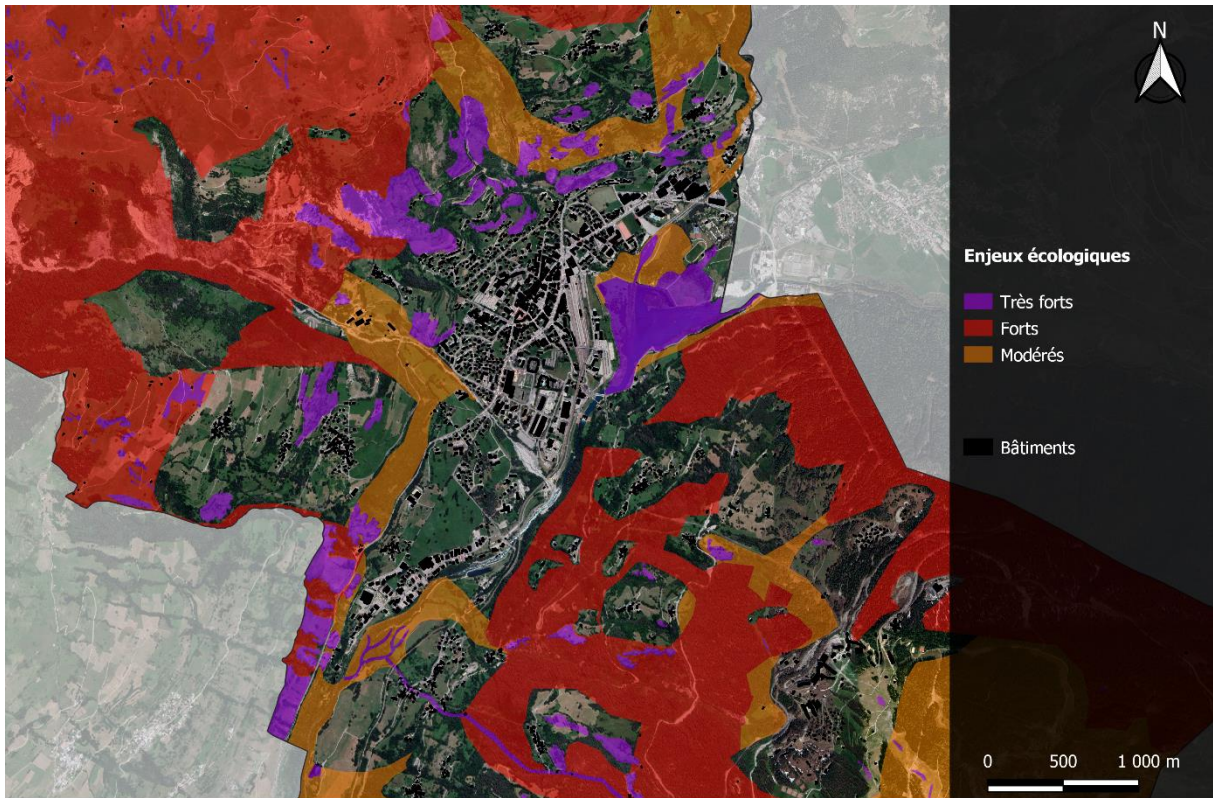 N
Enjeux écologiques
Très forts
Forts
Modérés
Bâtiments
0 500 1 000 m